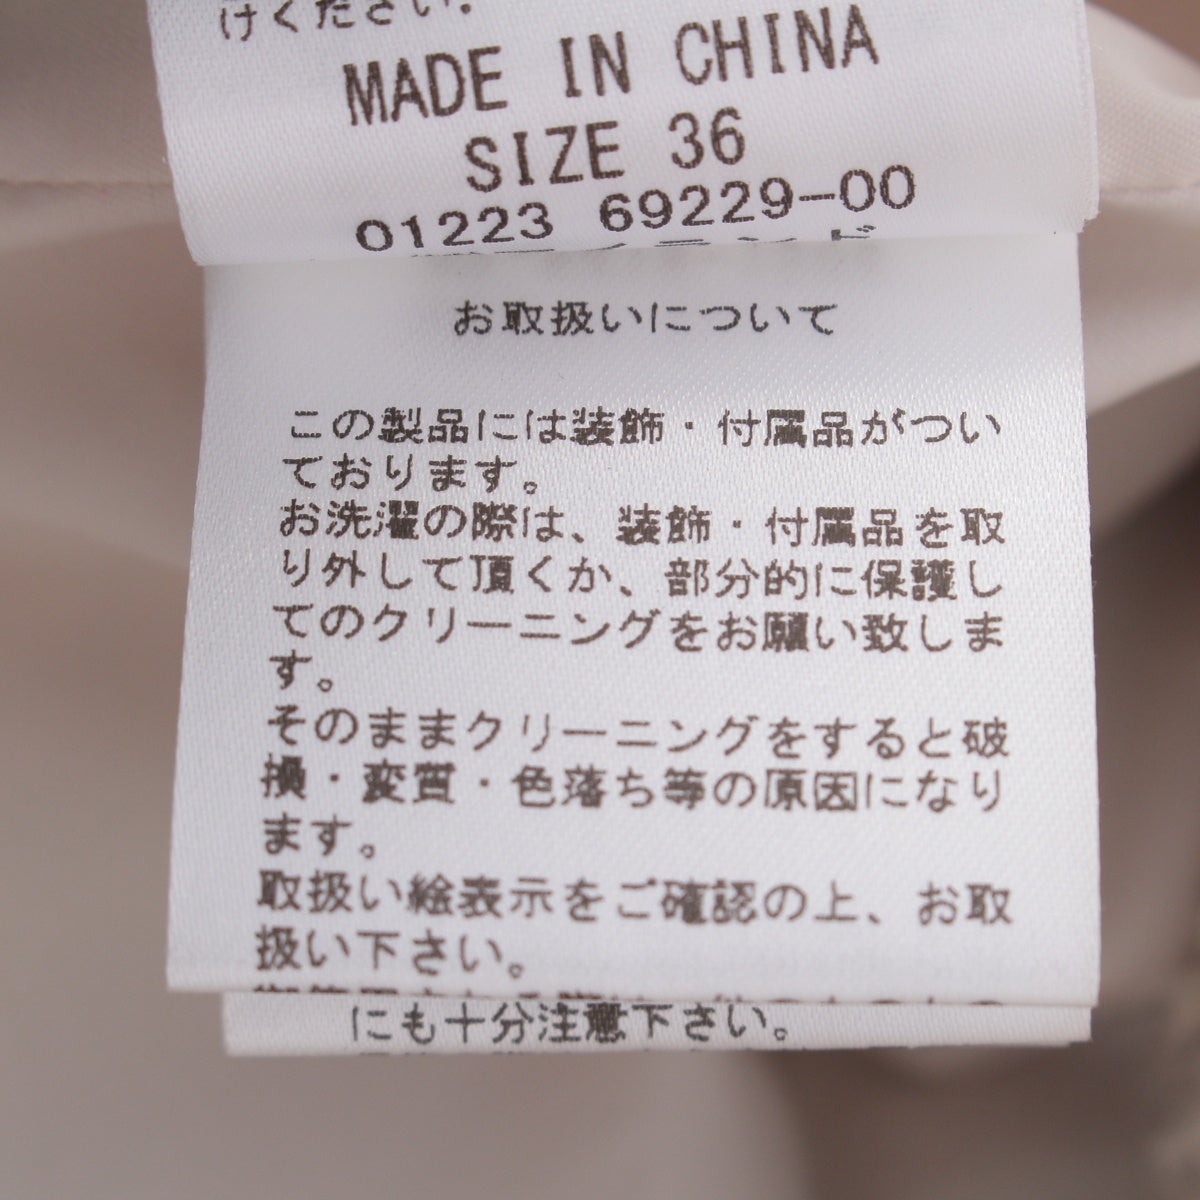 けください。
MADE IN CHINA
SIZE 36
01223 69229-00
お取扱いについて
この製品には装飾・付属品がつい
ております。
お洗濯の際は、装飾・付属品を取
り外して頂くか、部分的に保護し
てのクリーニングをお願い致しま
す。
そのままクリーニングをすると破
損・変質・色落ち等の原因になり
ます。
取扱い絵表示をご確認の上、お取
扱い下さい。
にも十分注意下さい。